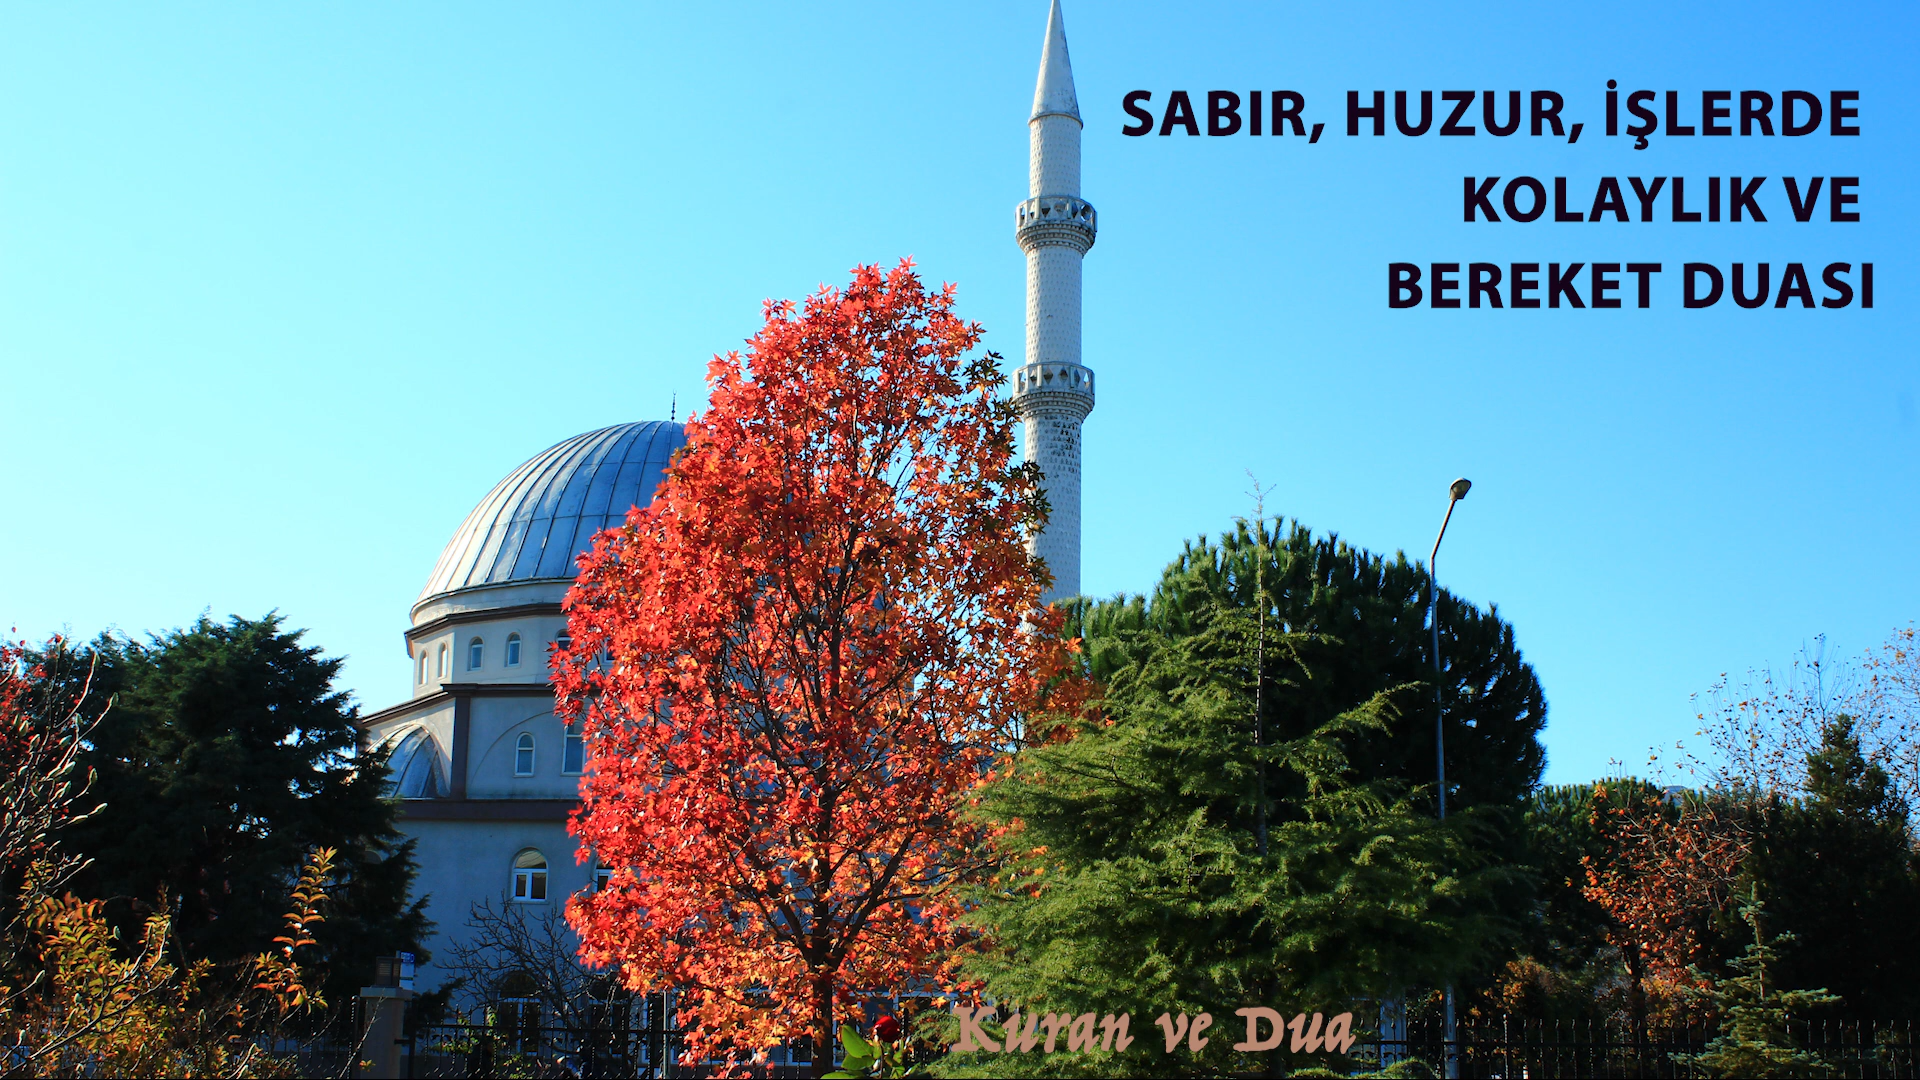 SABIR, HUZUR, İŞLERDE
KOLAYLIK VE
BEREKET DUASI
Kuran ve Dua